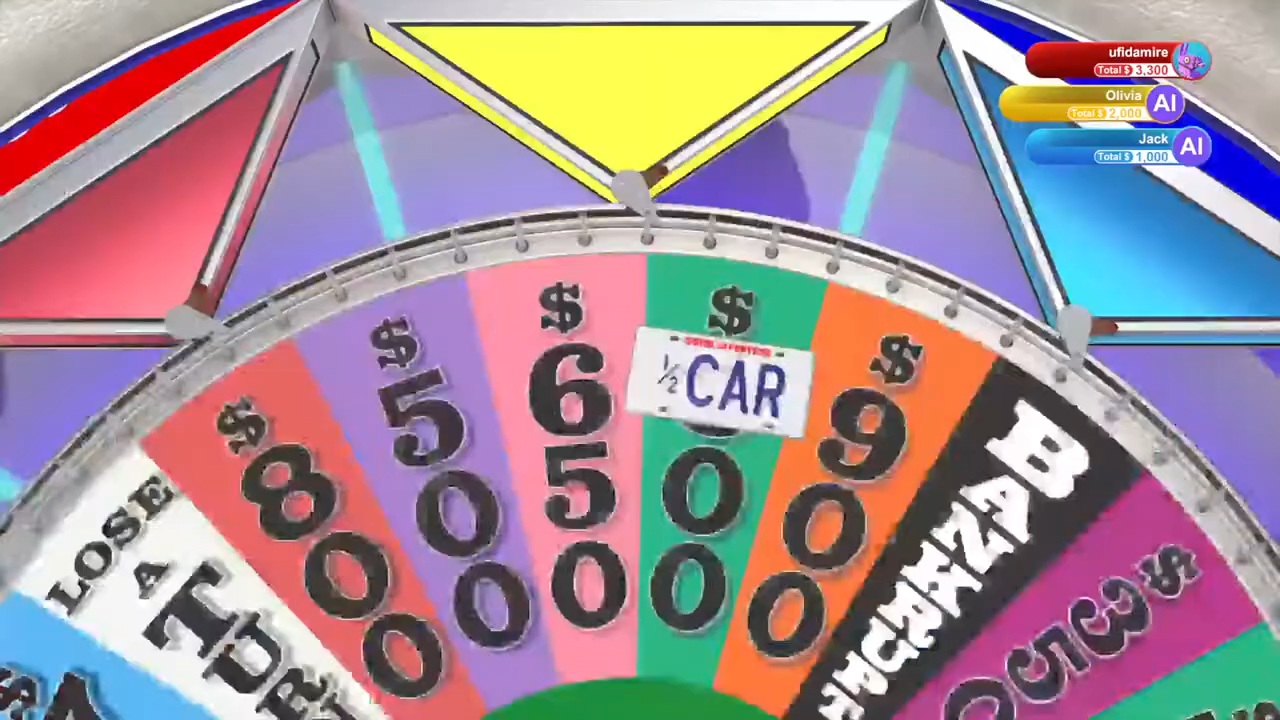 ufidamire
Total $ 3,300
Olivia
AI
Total $ 2,000
Jack
AI
Total $ 1,000
LOSE
A
TURN
$800
$500
$650
$
½ CAR
00
$900
BANKRUPT
$350